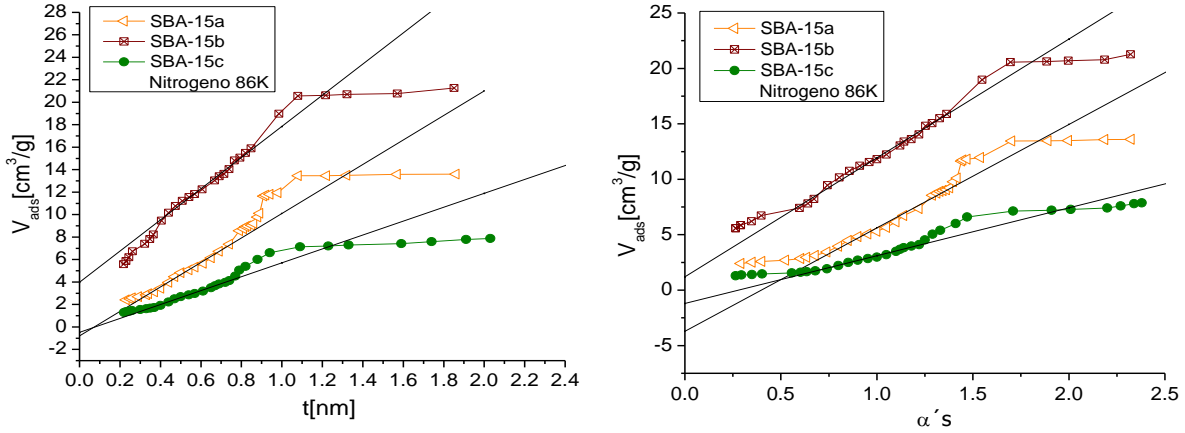 28
26
24
22
20
18
16
14
12
10
8
6
4
2
0
-2
V_ads[cm³/g]
SBA-15a
SBA-15b
SBA-15c
Nitrogeno 86K
0.0 0.2 0.4 0.6 0.8 1.0 1.2 1.4 1.6 1.8 2.0 2.2 2.4
t[nm]
25
20
15
10
5
0
-5
V_ads[cm³/g]
SBA-15a
SBA-15b
SBA-15c
Nitrogeno 86K
0.0 0.5 1.0 1.5 2.0 2.5
α´s